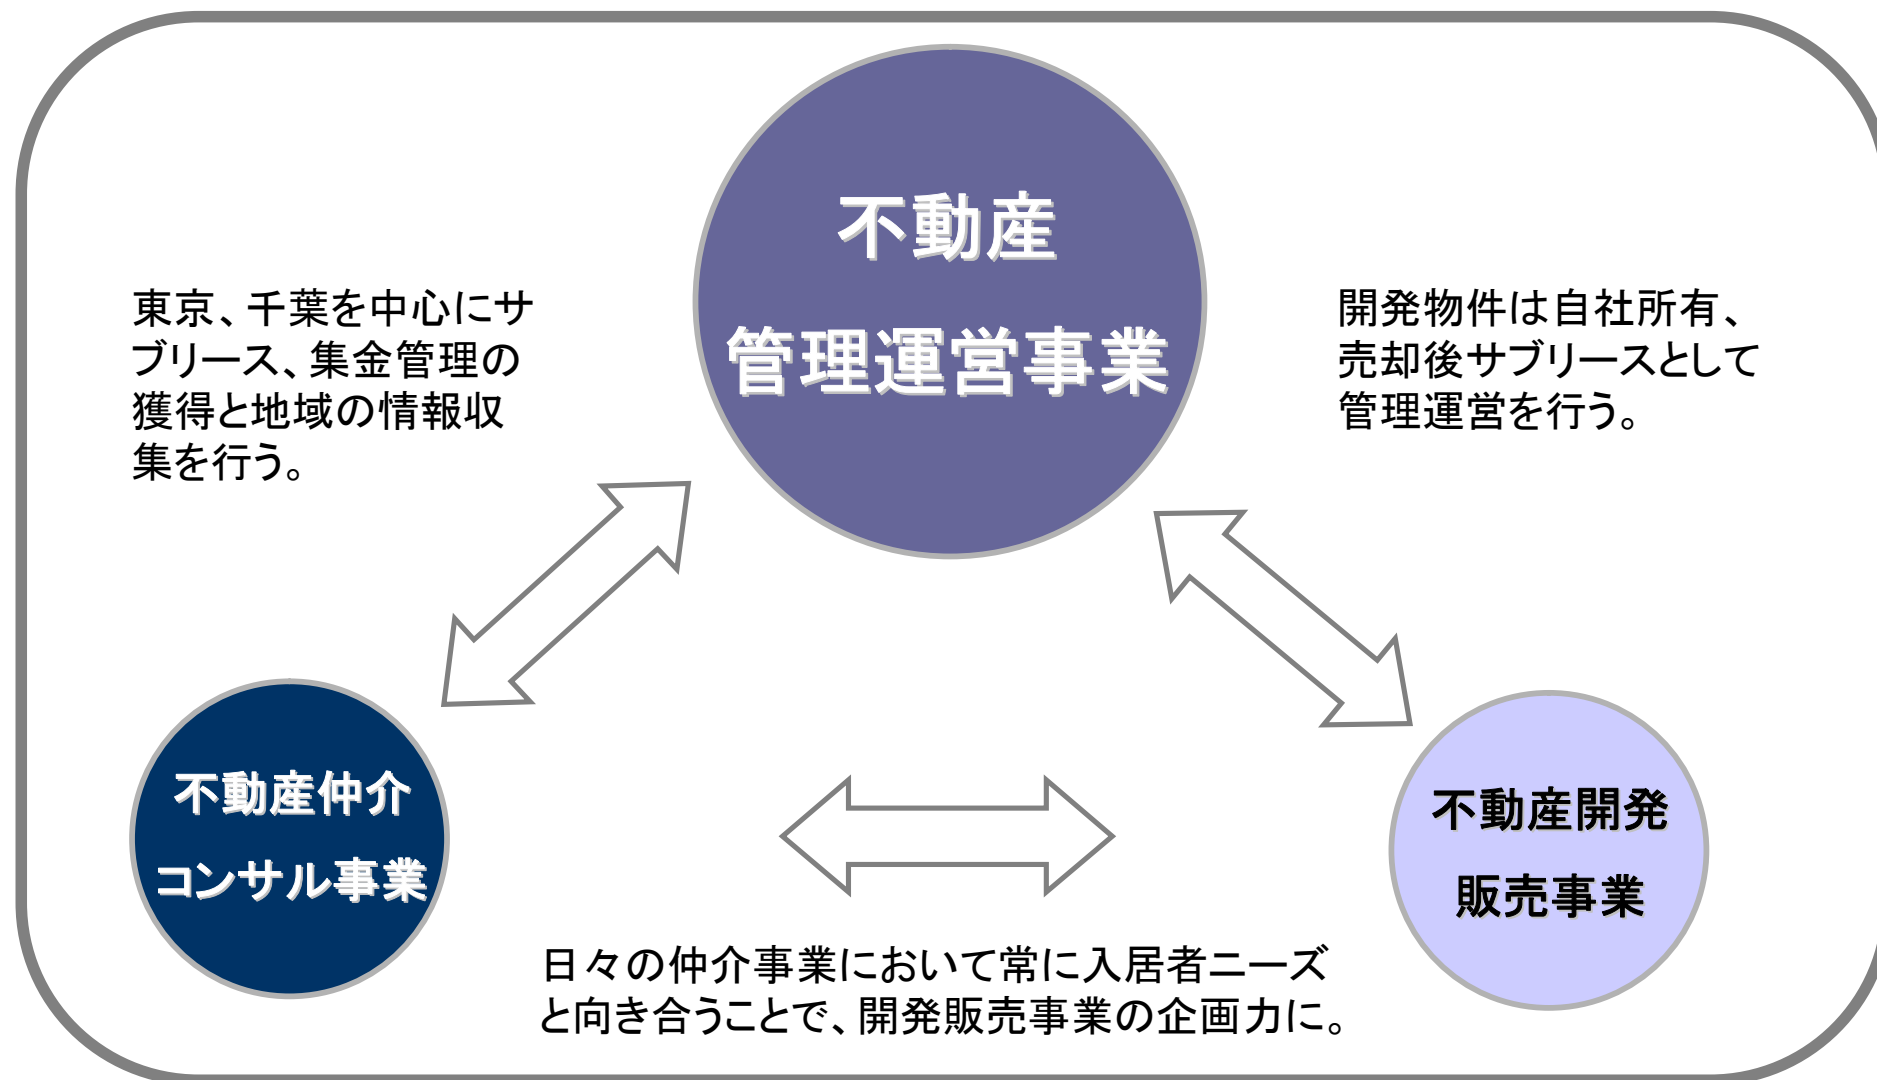 不動産
管理運営事業
東京、千葉を中心にサ
ブリース、集金管理の
獲得と地域の情報収
集を行う。
開発物件は自社所有、
売却後サブリースとして
管理運営を行う。
不動産仲介
コンサル事業
不動産開発
販売事業
日々の仲介事業において常に入居者ニーズ
と向き合うことで、開発販売事業の企画力に。